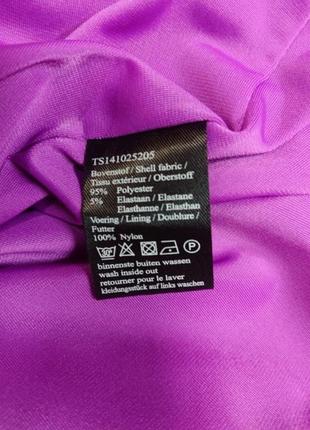 TS141025205
Bovenstof / Shell fabric /
Tissu extérieur / Oberstoff
95% Polyester
5% Elastaan / Elastane
Elasthanne / Elasthan
Voering / Lining / Doublure /
Futter
100% Nylon
30° P
binnenste buiten wassen
wash inside out
retourner pour le laver
kleidungsstück auf links waschen